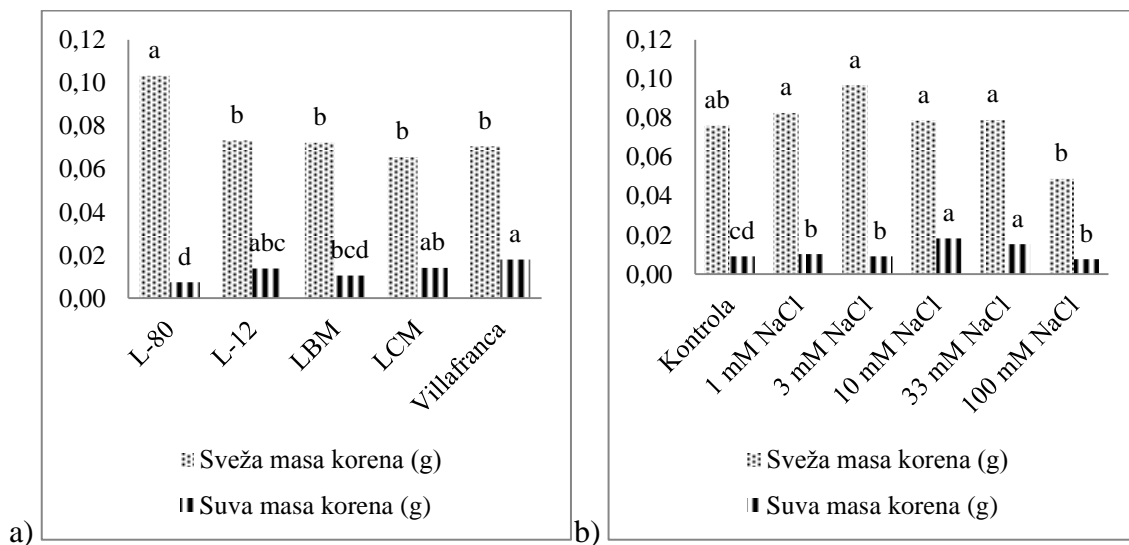 0,12
0,10
0,08
0,06
0,04
0,02
0,00
a
b
b
b
b
d
abc
bcd
ab
a
L-80
L-12
LBM
LCM
Villafranca
Sveža masa korena (g)
Suva masa korena (g)
a)
0,12
0,10
0,08
0,06
0,04
0,02
0,00
ab
a
a
a
a
b
cd
b
b
a
a
b
Kontrola
1 mM NaCl
3 mM NaCl
10 mM NaCl
33 mM NaCl
100 mM NaCl
Sveža masa korena (g)
Suva masa korena (g)
b)